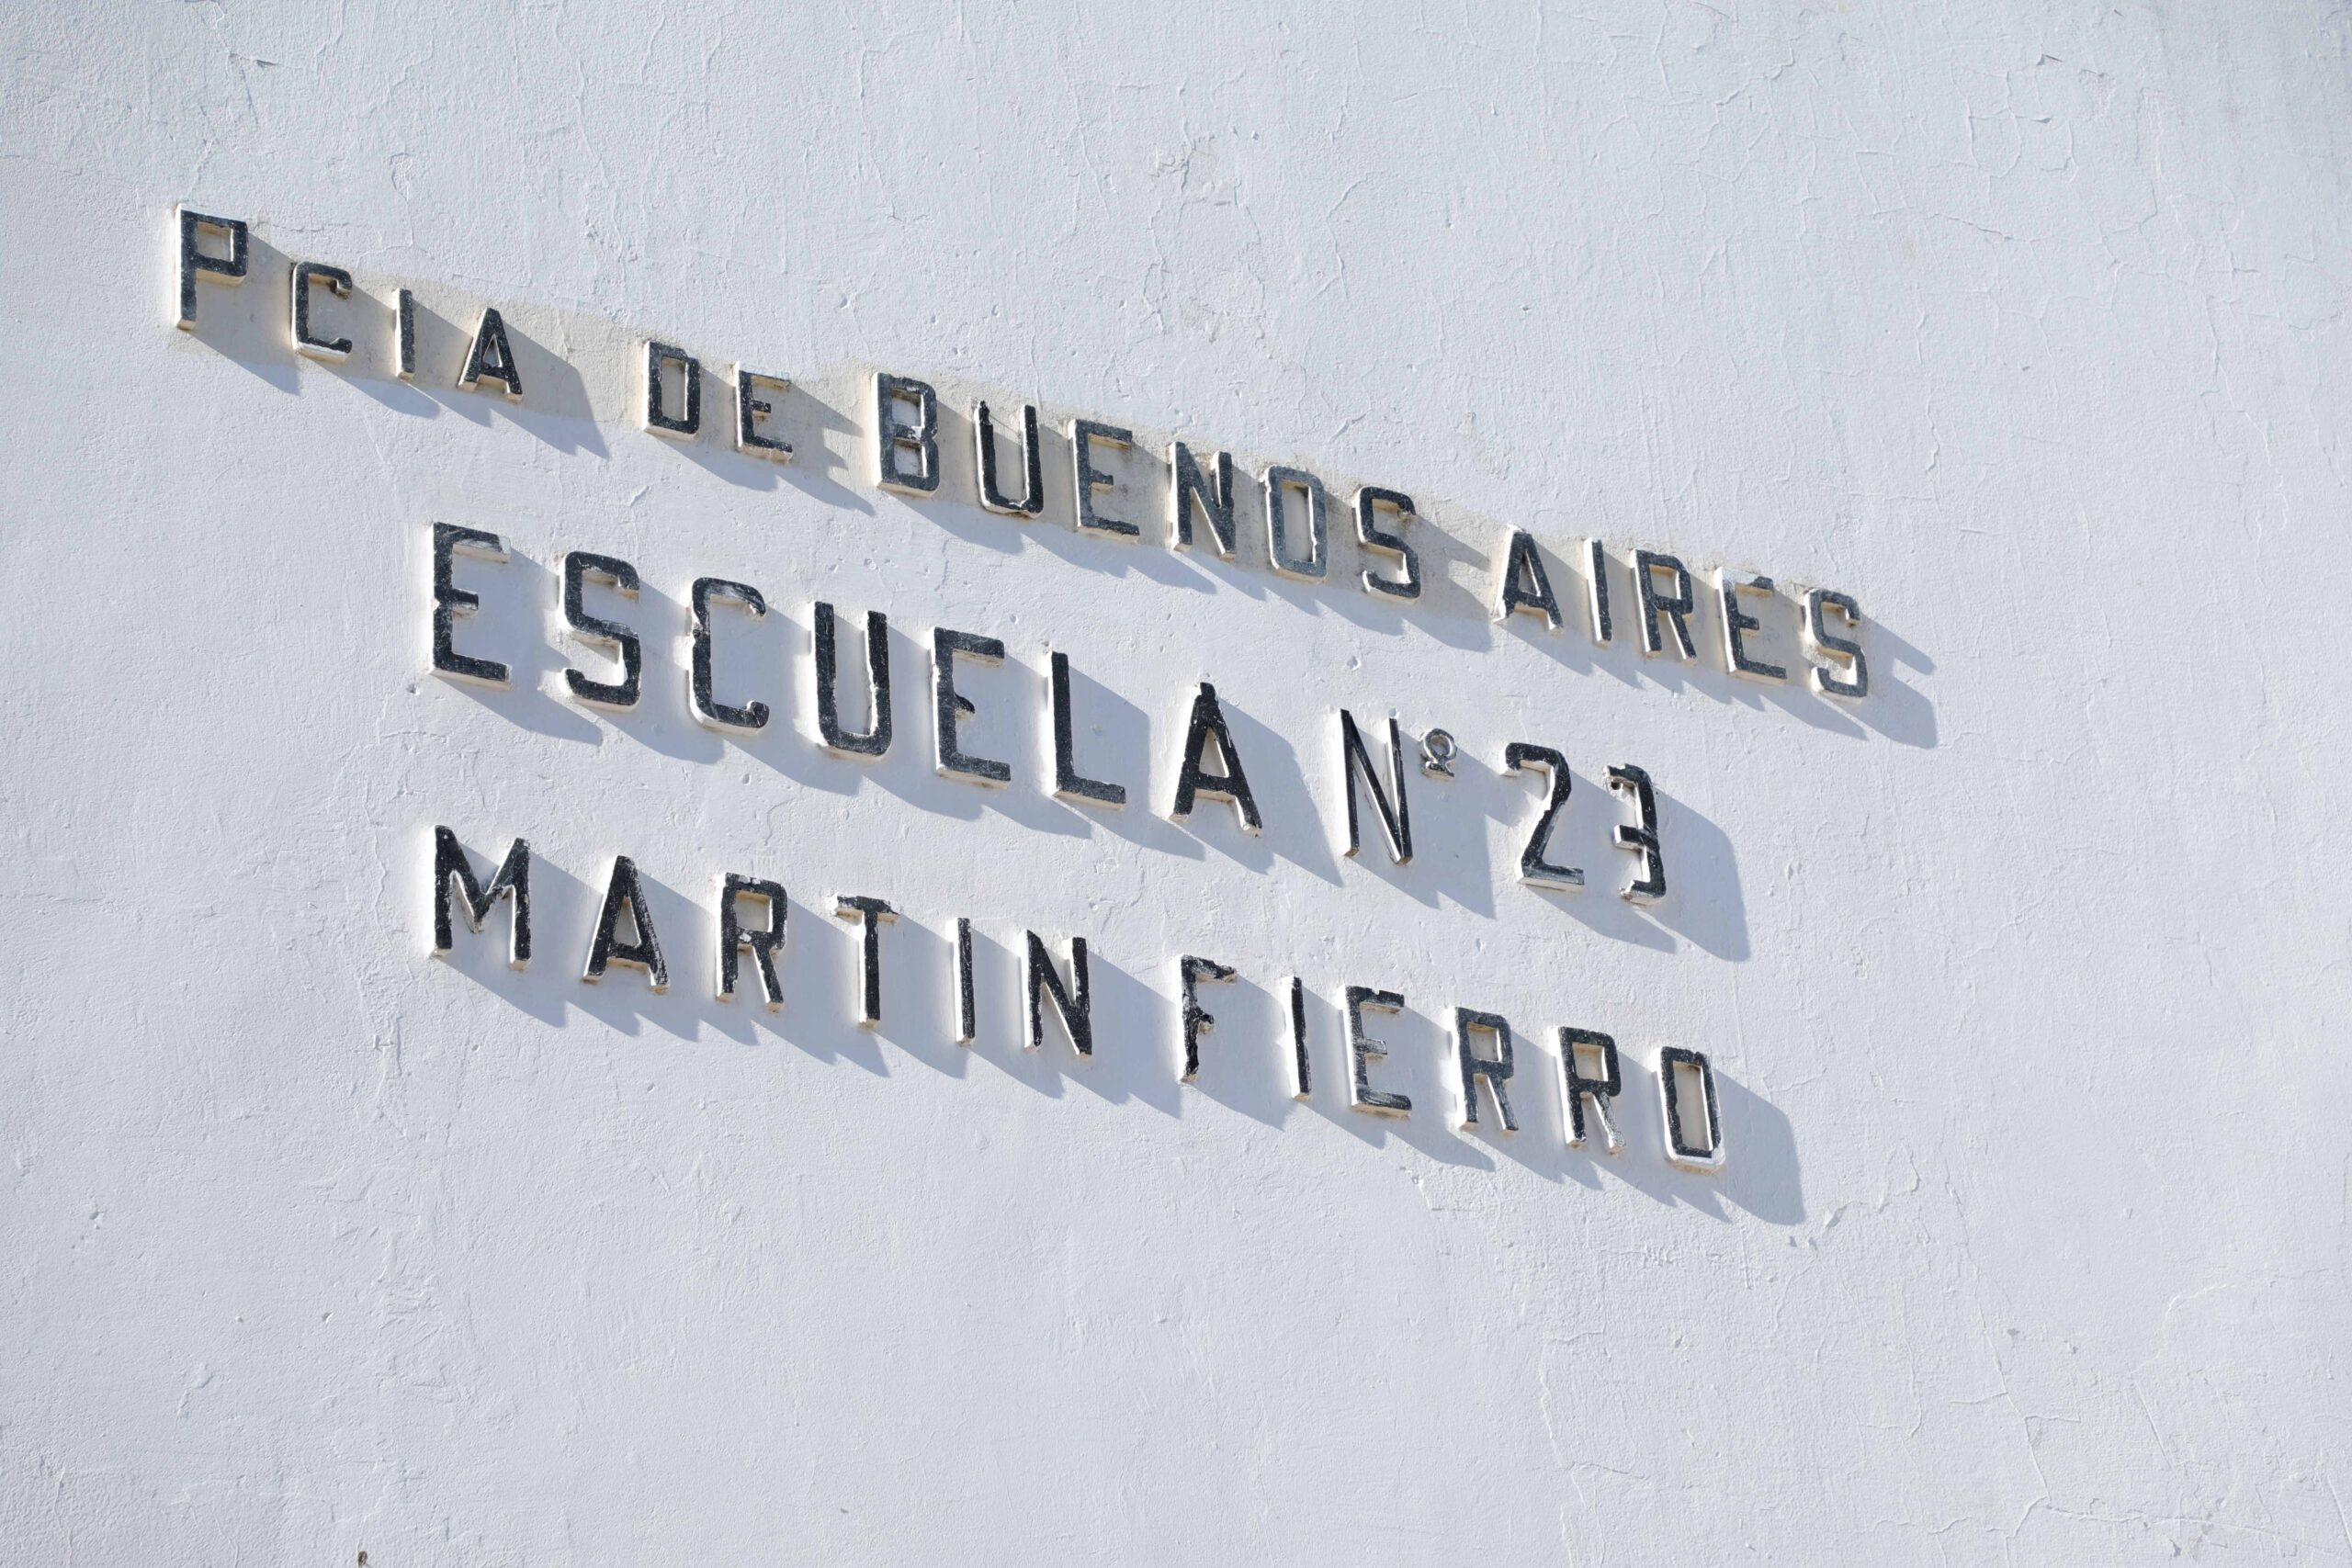 PCIA DE BUENOS AIRES
ESCUELA Nº 23
MARTIN FIERRO